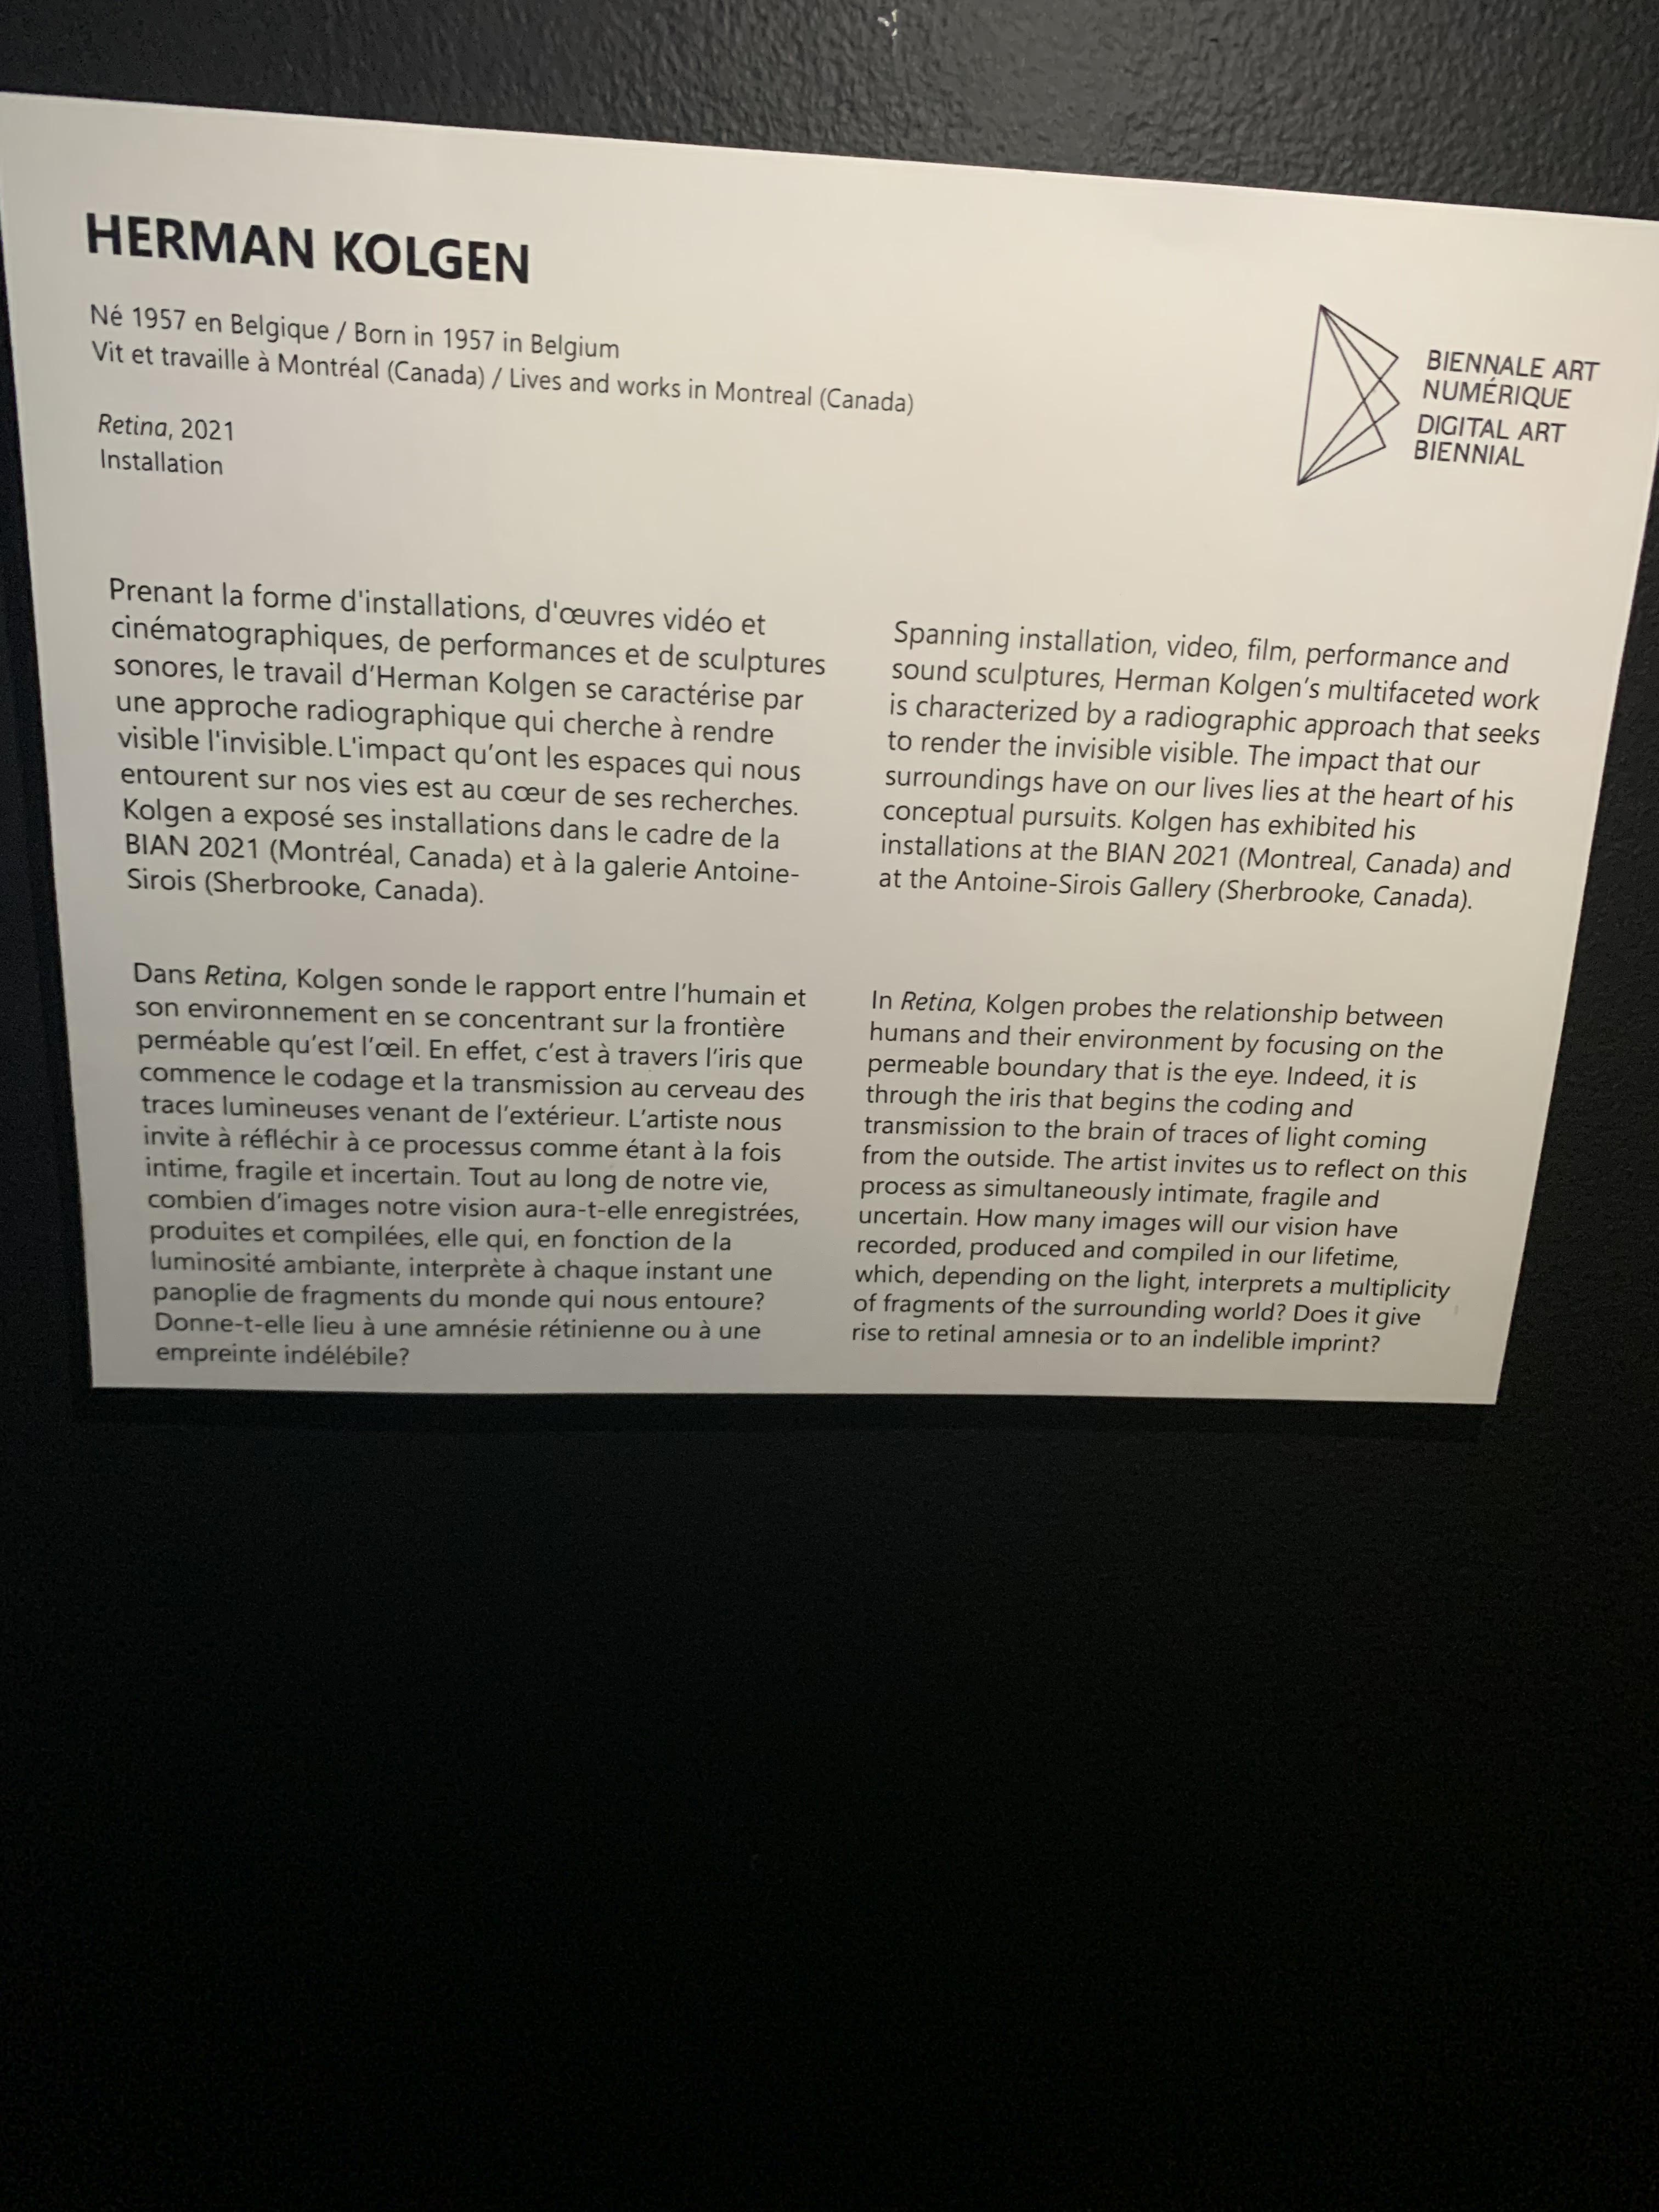 HERMAN KOLGEN
Né 1957 en Belgique / Born in 1957 in Belgium
Vit et travaille à Montréal (Canada) / Lives and works in Montreal (Canada)
Retina, 2021
Installation
BIENNALE ART
NUMÉRIQUE
DIGITAL ART
BIENNIAL
Prenant la forme d'installations, d'œuvres vidéo et
cinématographiques, de performances et de sculptures
sonores, le travail d'Herman Kolgen se caractérise par
une approche radiographique qui cherche à rendre
visible l'invisible. L'impact qu'ont les espaces qui nous
entourent sur nos vies est au cœur de ses recherches.
Kolgen a exposé ses installations dans le cadre de la
BIAN 2021 (Montréal, Canada) et à la galerie Antoine-
Sirois (Sherbrooke, Canada).
Dans Retina, Kolgen sonde le rapport entre l'humain et
son environnement en se concentrant sur la frontière
perméable qu'est l'œil. En effet, c'est à travers l'iris que
commence le codage et la transmission au cerveau des
traces lumineuses venant de l'extérieur. L'artiste nous
invite à réfléchir à ce processus comme étant à la fois
intime, fragile et incertain. Tout au long de notre vie,
combien d'images notre vision aura-t-elle enregistrées,
produites et compilées, elle qui, en fonction de la
luminosité ambiante, interprète à chaque instant une
panoplie de fragments du monde qui nous entoure?
Donne-t-elle lieu à une amnésie rétinienne ou à une
empreinte indélébile?
Spanning installation, video, film, performance and
sound sculptures, Herman Kolgen's multifaceted work
is characterized by a radiographic approach that seeks
to render the invisible visible. The impact that our
surroundings have on our lives lies at the heart of his
conceptual pursuits. Kolgen has exhibited his
installations at the BIAN 2021 (Montreal, Canada) and
at the Antoine-Sirois Gallery (Sherbrooke, Canada).
In Retina, Kolgen probes the relationship between
humans and their environment by focusing on the
permeable boundary that is the eye. Indeed, it is
through the iris that begins the coding and
transmission to the brain of traces of light coming
from the outside. The artist invites us to reflect on this
process as simultaneously intimate, fragile and
uncertain. How many images will our vision have
recorded, produced and compiled in our lifetime,
which, depending on the light, interprets a multiplicity
of fragments of the surrounding world? Does it give
rise to retinal amnesia or to an indelible imprint?